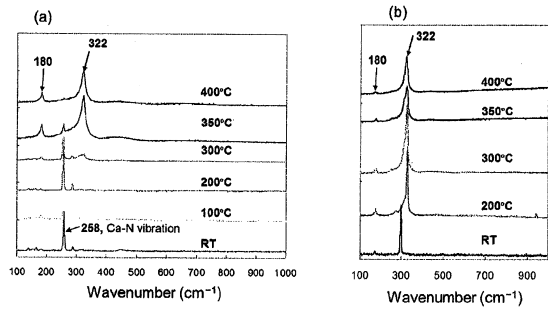 (a)
322
180
400°C
350°C
300°C
200°C
100°C
258, Ca-N vibration
RT
100 200 300 400 500 600 700 800 900 1000
Wavenumber (cm⁻¹)
(b)
322
180
400°C
350°C
300°C
200°C
RT
100 300 500 700 900
Wavenumber (cm⁻¹)